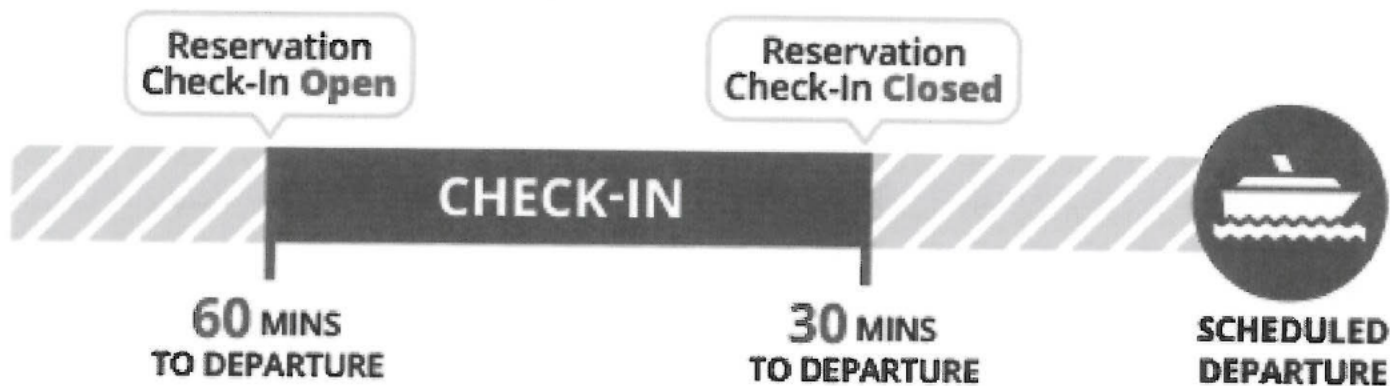 Reservation
Check-In Open
Reservation
Check-In Closed
CHECK-IN
60 MINS
TO DEPARTURE
30 MINS
TO DEPARTURE
SCHEDULED
DEPARTURE